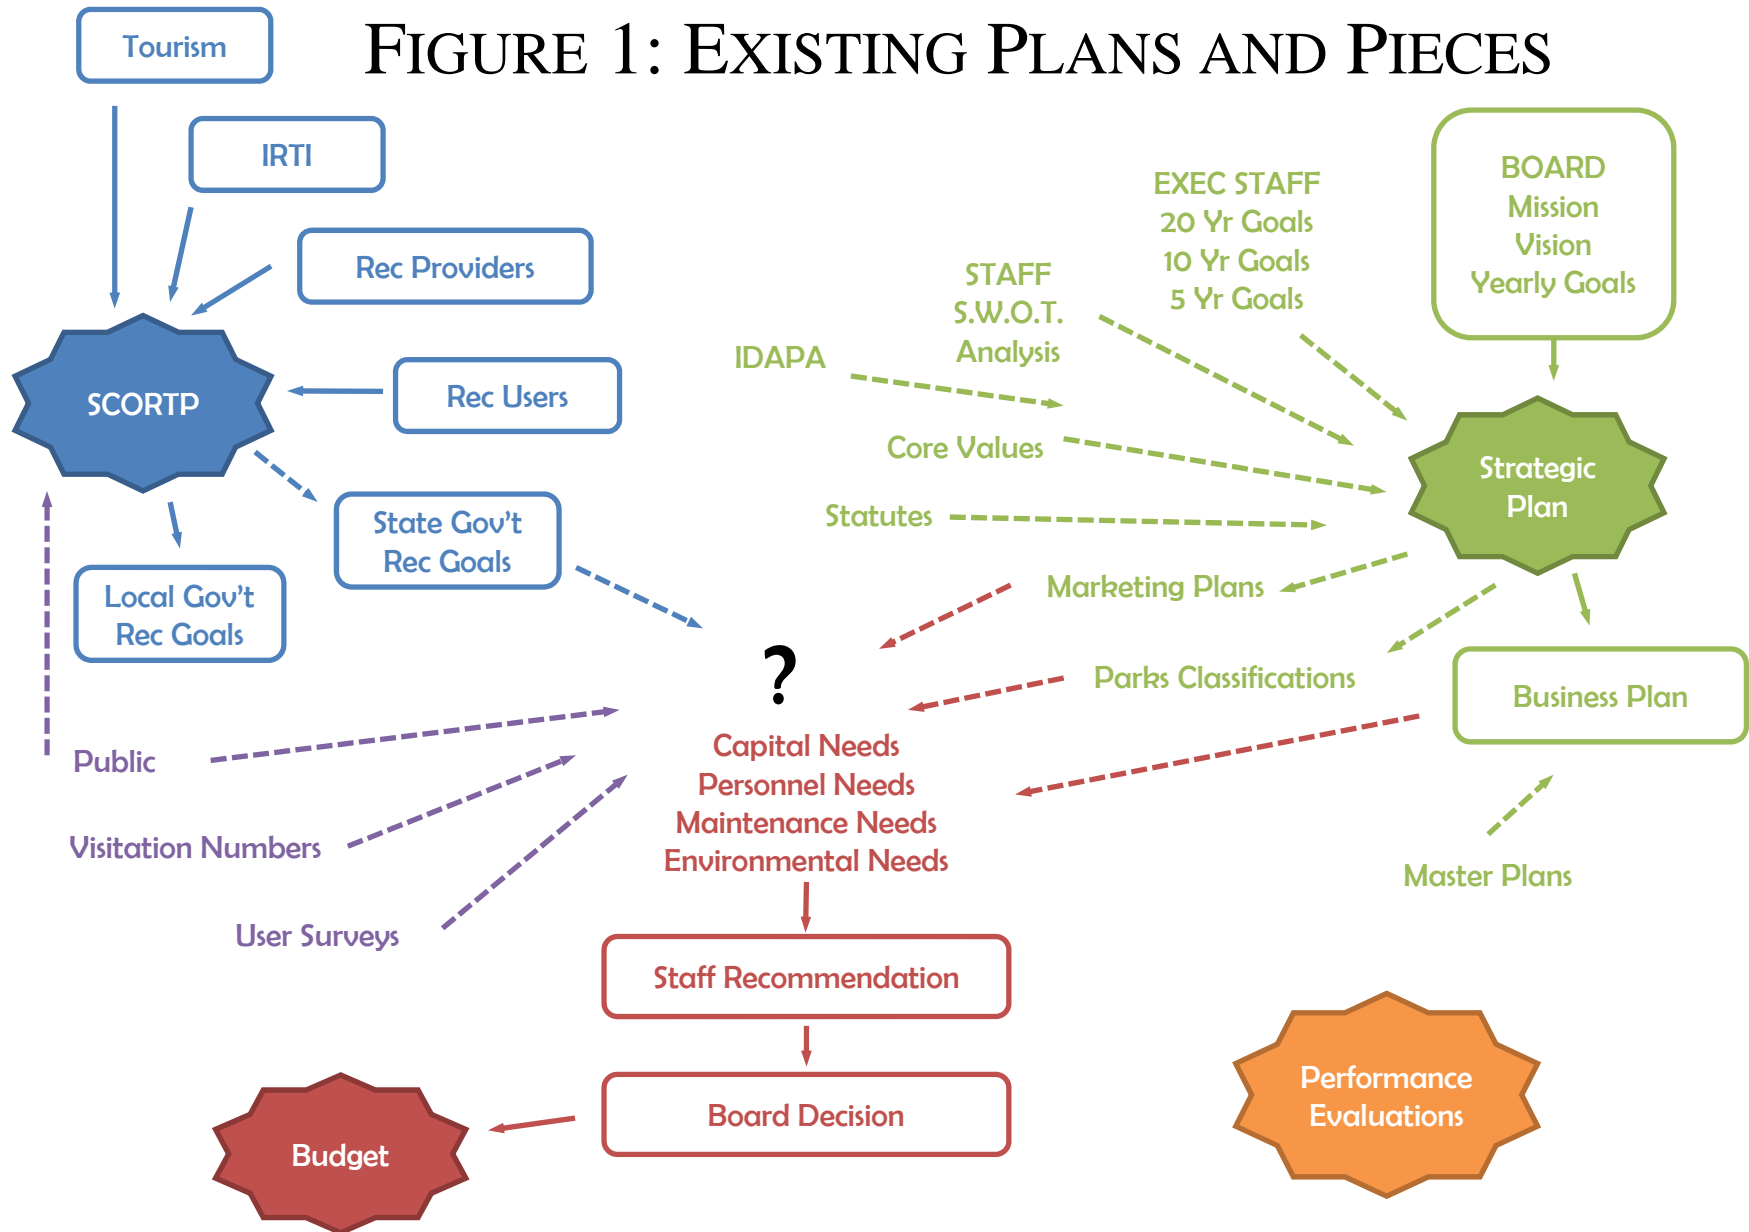 FIGURE 1: EXISTING PLANS AND PIECES
Tourism
IRTI
Rec Providers
Rec Users
SCORTP
State Gov't
Rec Goals
Local Gov't
Rec Goals
BOARD
Mission
Vision
Yearly Goals
EXEC STAFF
20 Yr Goals
10 Yr Goals
5 Yr Goals
STAFF
S.W.O.T.
Analysis
IDAPA
Core Values
Statutes
Strategic
Plan
Marketing Plans
Parks Classifications
Business Plan
Master Plans
?
Capital Needs
Personnel Needs
Maintenance Needs
Environmental Needs
Public
Visitation Numbers
User Surveys
Staff Recommendation
Board Decision
Budget
Performance
Evaluations